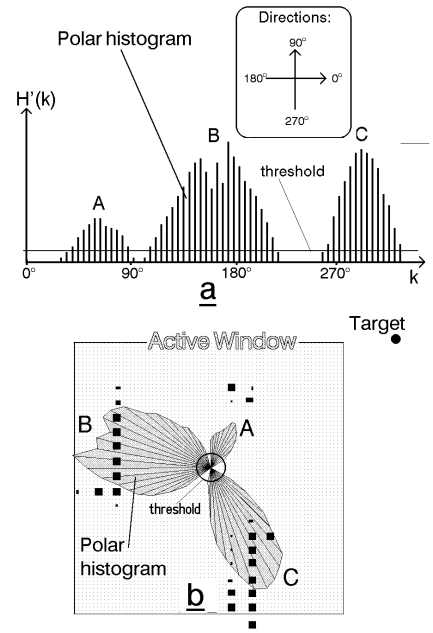 Directions:
90°
180°
0°
270°
Polar histogram
H'(k)
A
B
C
threshold
0°
90°
180°
270°
k
a
Target
Active Window
B
A
threshold
Polar
histogram
C
b